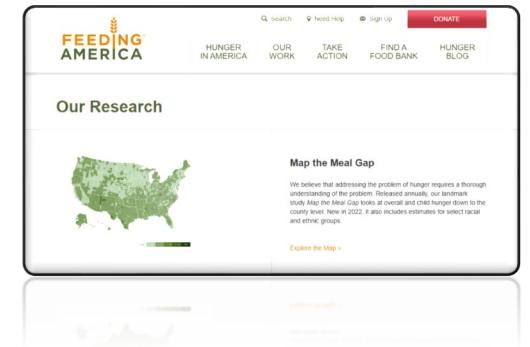 Search Need Help Sign Up DONATE
FEEDING
AMERICA
HUNGER
IN AMERICA
OUR
WORK
TAKE
ACTION
FIND A
FOOD BANK
HUNGER
BLOG
Our Research
Map the Meal Gap
We believe that addressing the problem of hunger requires a thorough
understanding of the problem. Released annually, our landmark
study Map the Meal Gap looks at overall and child hunger down to the
county level. New in 2022, it also includes estimates for select racial
and ethnic groups.
Explore the Map >